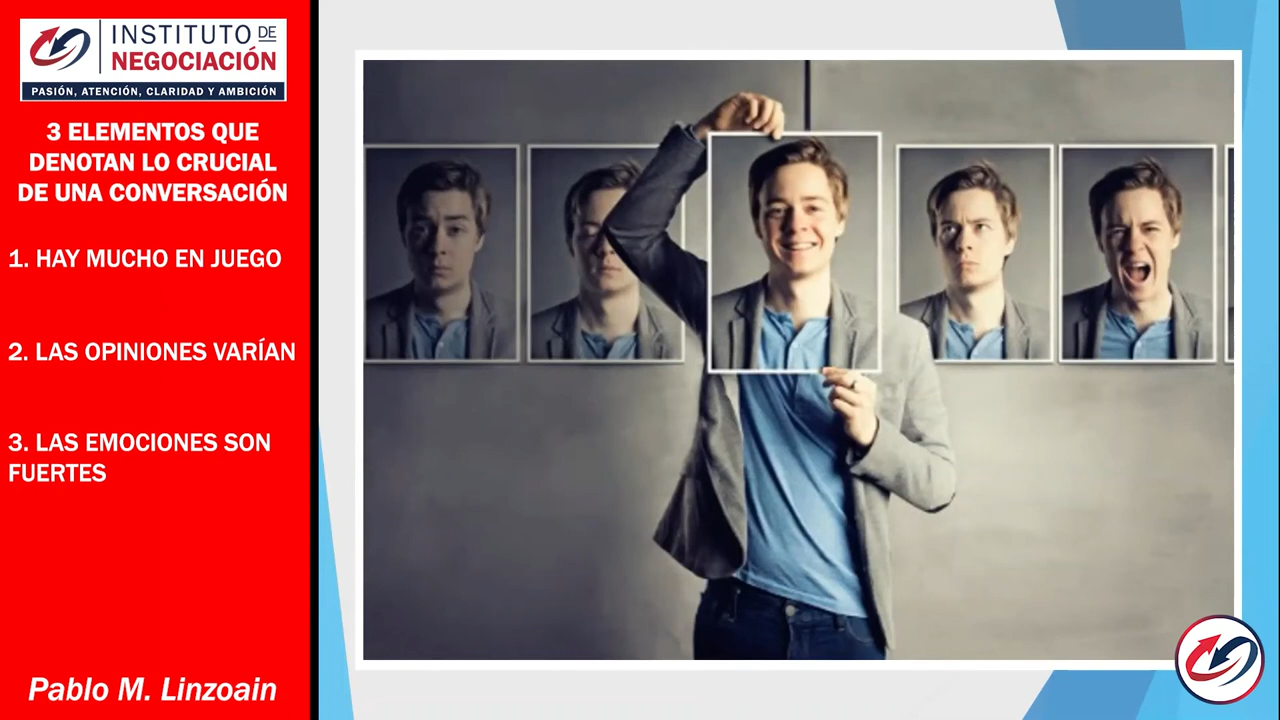 INSTITUTO DE
NEGOCIACIÓN
PASIÓN, ATENCIÓN, CLARIDAD Y AMBICIÓN
3 ELEMENTOS QUE
DENOTAN LO CRUCIAL
DE UNA CONVERSACIÓN
1. HAY MUCHO EN JUEGO
2. LAS OPINIONES VARÍAN
3. LAS EMOCIONES SON
FUERTES
Pablo M. Linzoain